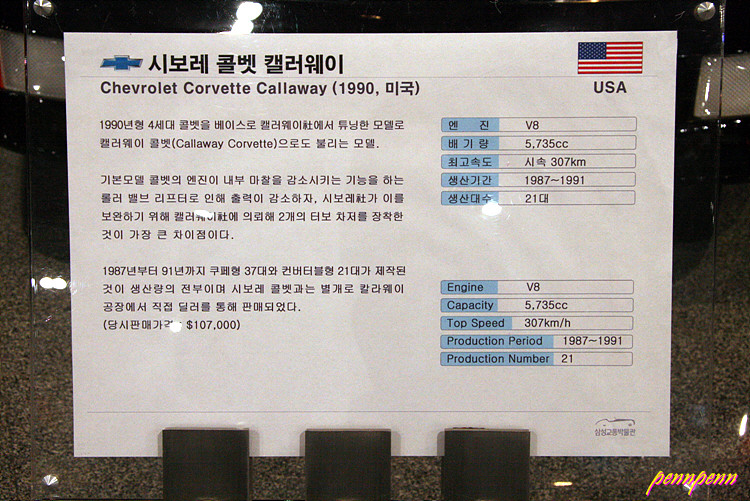 시보레 콜벳 캘러웨이
Chevrolet Corvette Callaway (1990, 미국)
USA
1990년형 4세대 콜벳을 베이스로 캘러웨이社에서 튜닝한 모델로
캘러웨이 콜벳(Callaway Corvette)으로도 불리는 모델.
기본모델 콜벳의 엔진이 내부 마찰을 감소시키는 기능을 하는
롤러 밸브 리프터로 인해 출력이 감소하자, 시보레社가 이를
보완하기 위해 캘러웨이社에 의뢰해 2개의 터보 차저를 장착한
것이 가장 큰 차이점이다.
1987년부터 91년까지 쿠페형 37대와 컨버터블형 21대가 제작된
것이 생산량의 전부이며 시보레 콜벳과는 별개로 칼라웨이
공장에서 직접 딜러를 통해 판매되었다.
(당시판매가격 : $107,000)
엔 진 V8
배 기 량 5,735cc
최고속도 시속 307km
생산기간 1987~1991
생산대수 21대
Engine V8
Capacity 5,735cc
Top Speed 307km/h
Production Period 1987~1991
Production Number 21
삼성교통박물관
pennpenn